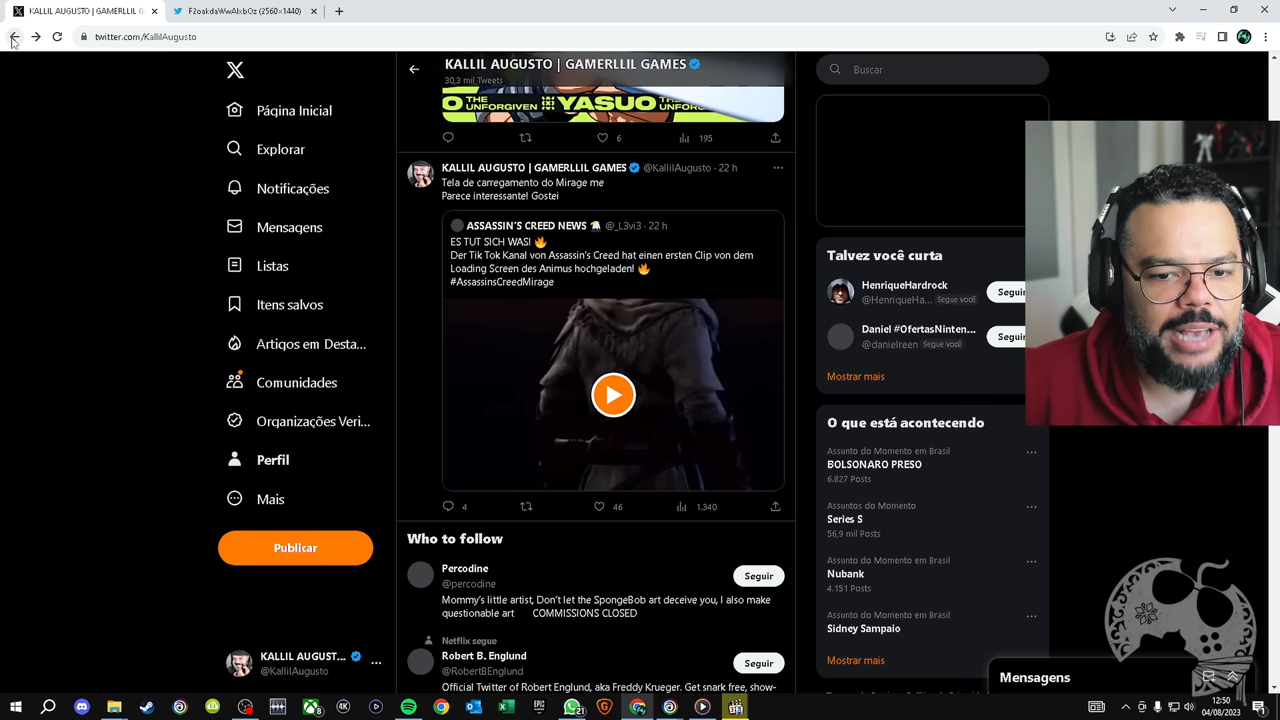 KALLIL AUGUSTO | GAMERLLIL G
F2oakdaWwAIxbOz (2560×1440)
twitter.com/KallilAugusto
KALLIL AUGUSTO | GAMERLLIL GAMES
30,3 mil Tweets
Buscar
Página Inicial
Explorar
Notificações
Mensagens
Listas
Itens salvos
Artigos em Desta...
Comunidades
Organizações Veri...
Perfil
Mais
Publicar
KALLIL AUGUST...
@KallilAugusto
THE UNFORGIVEN
YASUO
6
195
KALLIL AUGUSTO | GAMERLLIL GAMES @KallilAugusto · 22 h
Tela de carregamento do Mirage me
Parece interessante! Gostei
ASSASSIN'S CREED NEWS @_L3vi3 · 22 h
ES TUT SICH WAS! 🔥
Der Tik Tok Kanal von Assassin's Creed hat einen ersten Clip von dem
Loading Screen des Animus hochgeladen! 🔥
#AssassinsCreedMirage
4
46
1.340
Who to follow
Percodine
@percodine
Seguir
Mommy's little artist, Don't let the SpongeBob art deceive you, I also make
questionable art COMMISSIONS CLOSED
Netflix segue
Robert B. Englund
@RobertBEnglund
Seguir
Official Twitter of Robert Englund, aka Freddy Krueger. Get snark free, show-
Talvez você curta
HenriqueHardrock
@HenriqueHa... Segue você
Seguir
Daniel #OfertasNinten...
@danielreen Segue você
Seguir
Mostrar mais
O que está acontecendo
Assunto do Momento em Brasil
BOLSONARO PRESO
6.827 Posts
Assuntos do Momento
Series S
56,9 mil Posts
Assunto do Momento em Brasil
Nubank
4.151 Posts
Assunto do Momento em Brasil
Sidney Sampaio
Mostrar mais
Mensagens
12:50
04/08/2023